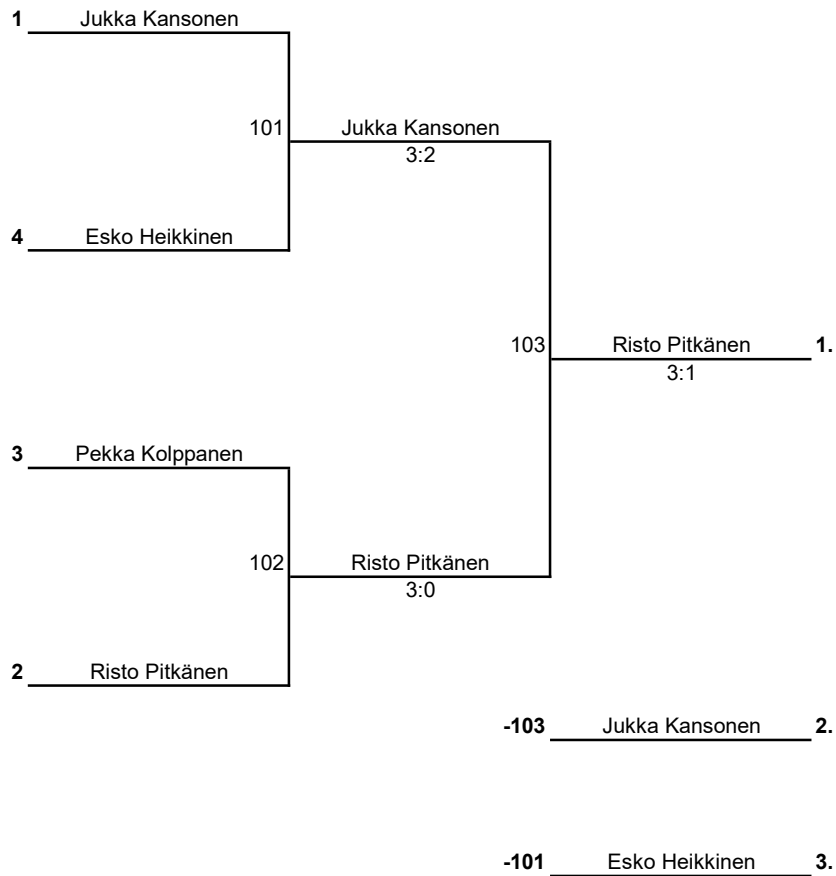 1 Jukka Kansonen
101 Jukka Kansonen
3:2
4 Esko Heikkinen
103 Risto Pitkänen 1.
3:1
3 Pekka Kolppanen
102 Risto Pitkänen
3:0
2 Risto Pitkänen
-103 Jukka Kansonen 2.
-101 Esko Heikkinen 3.